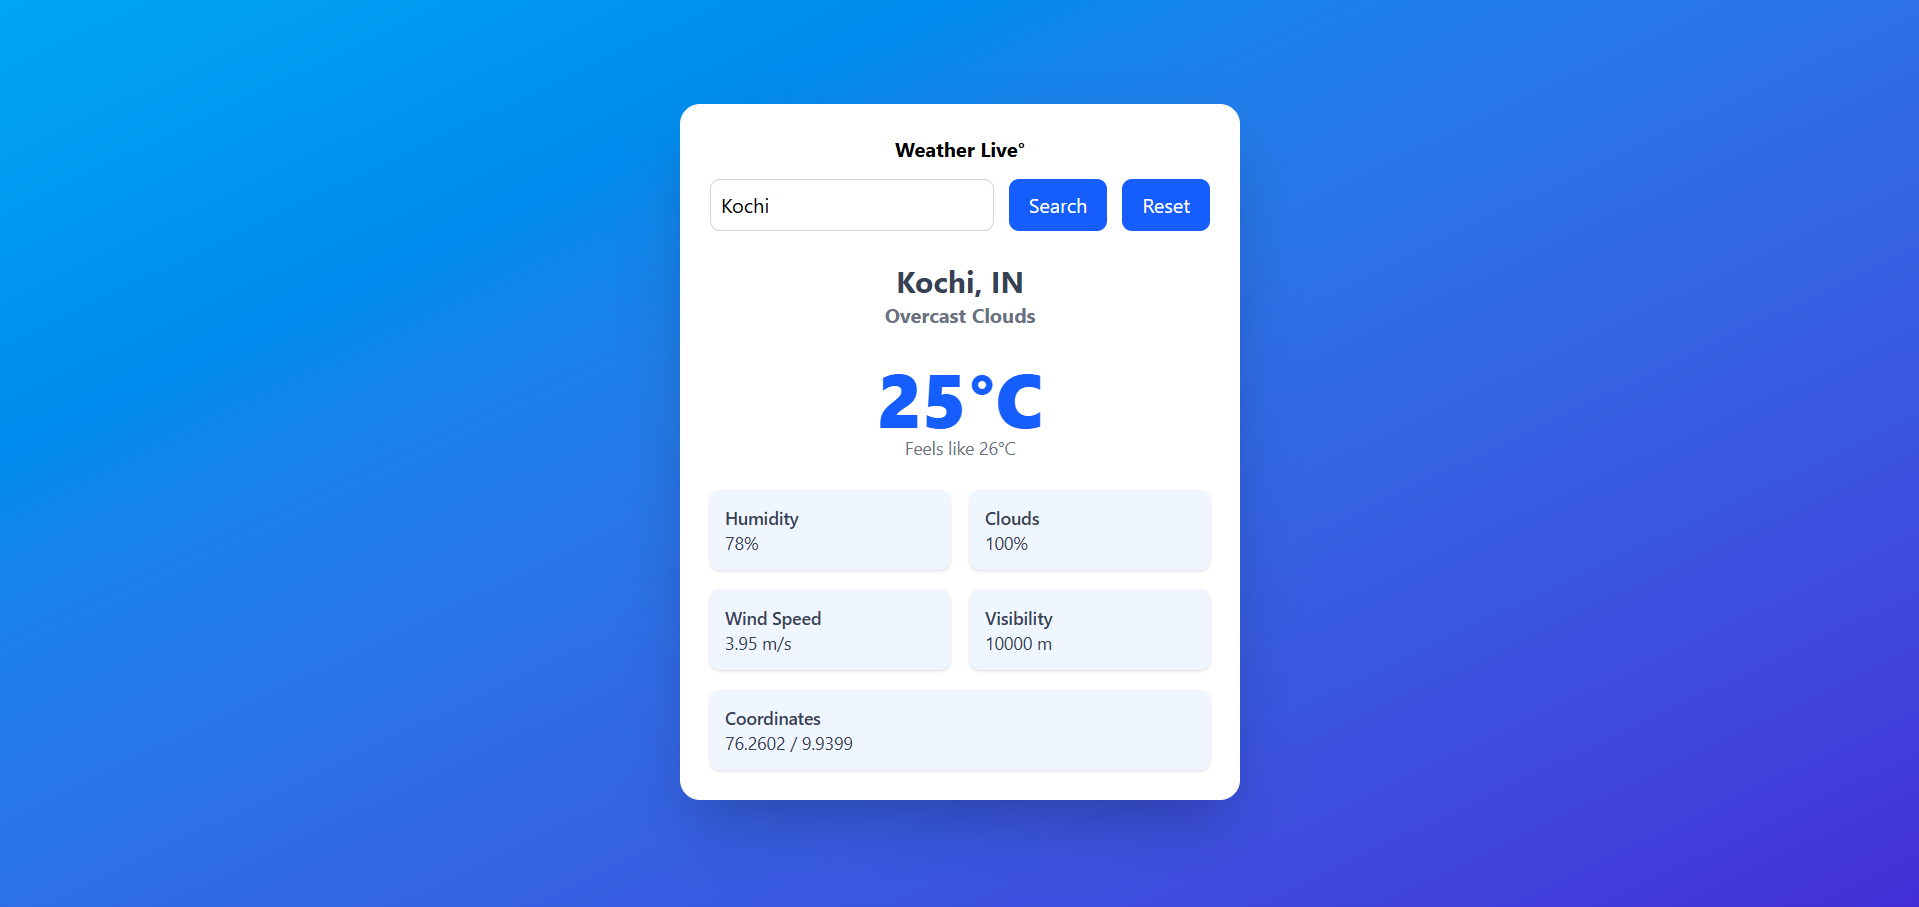 Weather Live°
Kochi
Search
Reset
Kochi, IN
Overcast Clouds
25°C
Feels like 26°C
Humidity
78%
Clouds
100%
Wind Speed
3.95 m/s
Visibility
10000 m
Coordinates
76.2602 / 9.9399